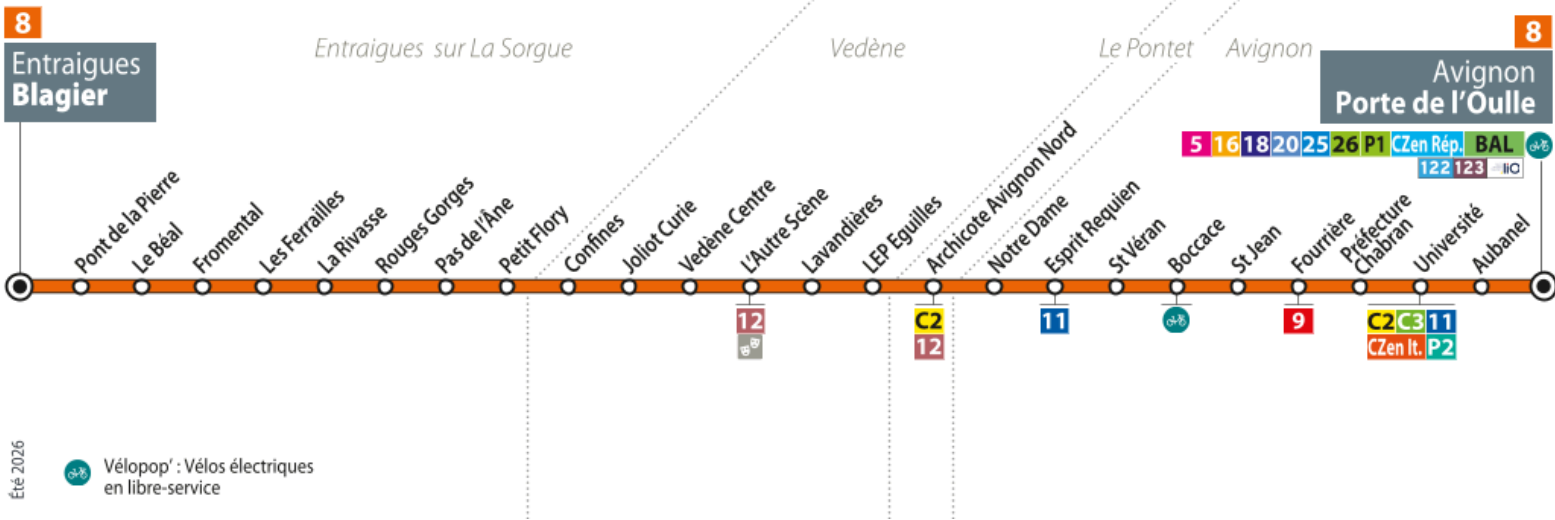 8
Entraigues
Blagier
Entraigues sur La Sorgue
Vedène
Le Pontet
Avignon
8
Avignon
Porte de l'Oulle
5 16 18 20 25 26 P1 CZen Rép. BAL
122 123 liO
Pont de la Pierre
Le Béal
Fromental
Les Ferrailles
La Rivasse
Rouges Gorges
Pas de l'Âne
Petit Flory
Confines
Joliot Curie
Vedène Centre
L'Autre Scène
Lavandières
LEP Eguilles
Archicote Avignon Nord
Notre Dame
Esprit Requien
St Véran
Boccace
St Jean
Fourrière
Préfecture
Chabran
Université
Aubanel
12
C2
12
11
9
C2 C3 11
CZen It. P2
Été 2026
Vélopop' : Vélos électriques
en libre-service